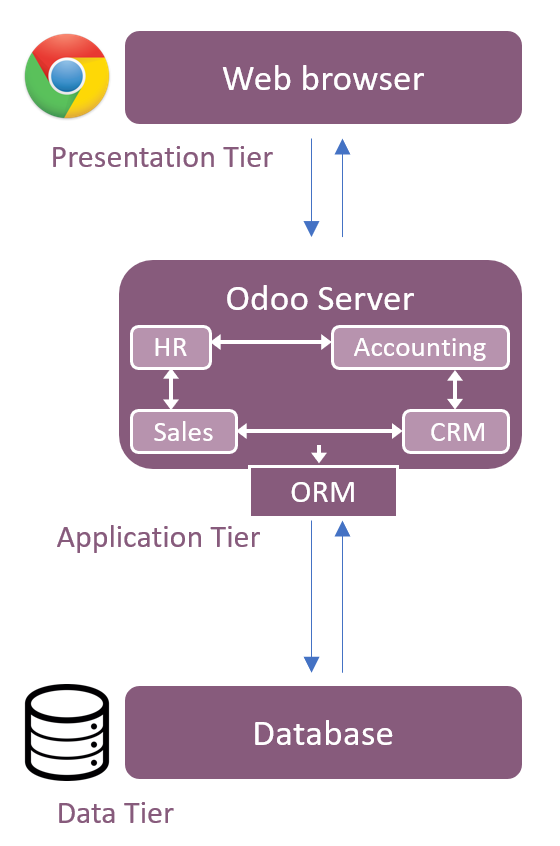 Web browser
Presentation Tier
Odoo Server
HR
Accounting
Sales
CRM
ORM
Application Tier
Database
Data Tier